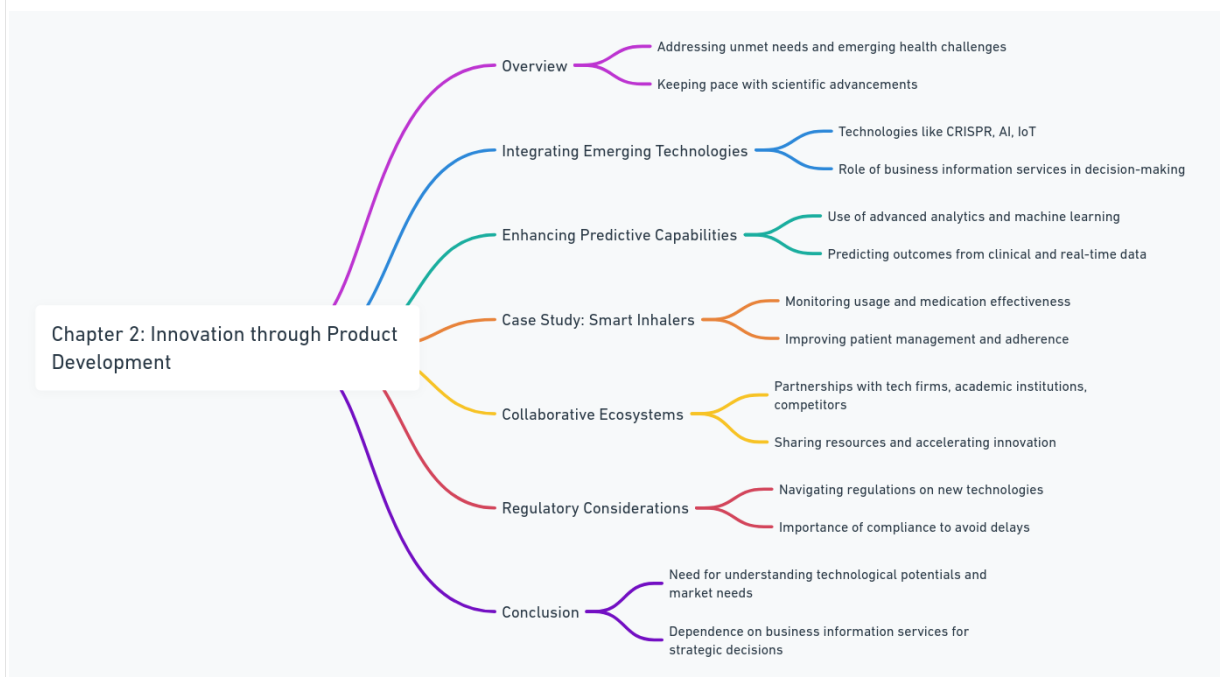 Chapter 2: Innovation through Product
Development
Overview
Addressing unmet needs and emerging health challenges
Keeping pace with scientific advancements
Integrating Emerging Technologies
Technologies like CRISPR, AI, IoT
Role of business information services in decision-making
Enhancing Predictive Capabilities
Use of advanced analytics and machine learning
Predicting outcomes from clinical and real-time data
Case Study: Smart Inhalers
Monitoring usage and medication effectiveness
Improving patient management and adherence
Collaborative Ecosystems
Partnerships with tech firms, academic institutions,
competitors
Sharing resources and accelerating innovation
Regulatory Considerations
Navigating regulations on new technologies
Importance of compliance to avoid delays
Conclusion
Need for understanding technological potentials and
market needs
Dependence on business information services for
strategic decisions